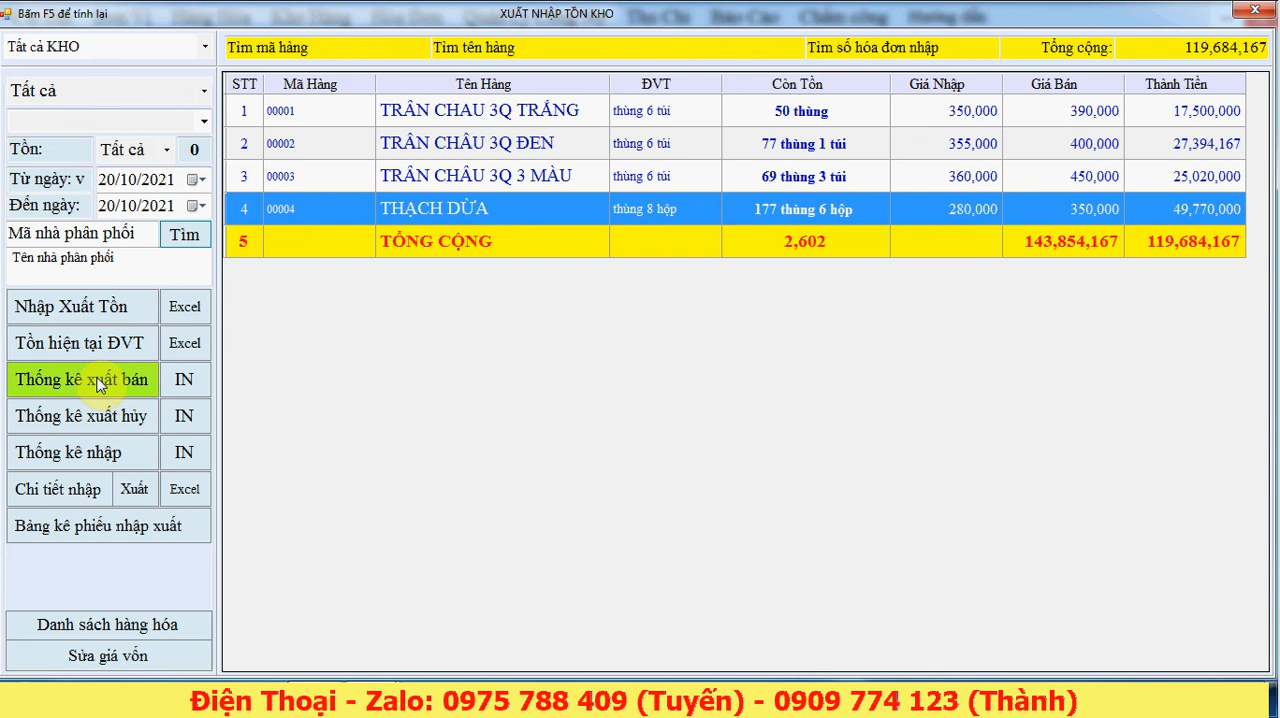 Bấm F5 để tính lại
XUẤT NHẬP TỒN KHO
Tất cả KHO
Tìm mã hàng Tìm tên hàng Tìm số hóa đơn nhập Tổng cộng: 119,684,167
Tất cả
Tồn: Tất cả 0
Từ ngày: v 20/10/2021
Đến ngày: 20/10/2021
Mã nhà phân phối Tìm
Tên nhà phân phối
Nhập Xuất Tồn Excel
Tồn hiện tại ĐVT Excel
Thống kê xuất bán IN
Thống kê xuất hủy IN
Thống kê nhập IN
Chi tiết nhập Xuất Excel
Bảng kê phiếu nhập xuất
Danh sách hàng hóa
Sửa giá vốn
STT Mã Hàng Tên Hàng ĐVT Còn Tồn Giá Nhập Giá Bán Thành Tiền
1 00001 TRÂN CHAU 3Q TRẮNG thùng 6 túi 50 thùng 350,000 390,000 17,500,000
2 00002 TRÂN CHÂU 3Q ĐEN thùng 6 túi 77 thùng 1 túi 355,000 400,000 27,394,167
3 00003 TRÂN CHÂU 3Q 3 MÀU thùng 6 túi 69 thùng 3 túi 360,000 450,000 25,020,000
4 00004 THẠCH DỪA thùng 8 hộp 177 thùng 6 hộp 280,000 350,000 49,770,000
5 TỔNG CỘNG 2,602 143,854,167 119,684,167
Điện Thoại - Zalo: 0975 788 409 (Tuyến) - 0909 774 123 (Thành)